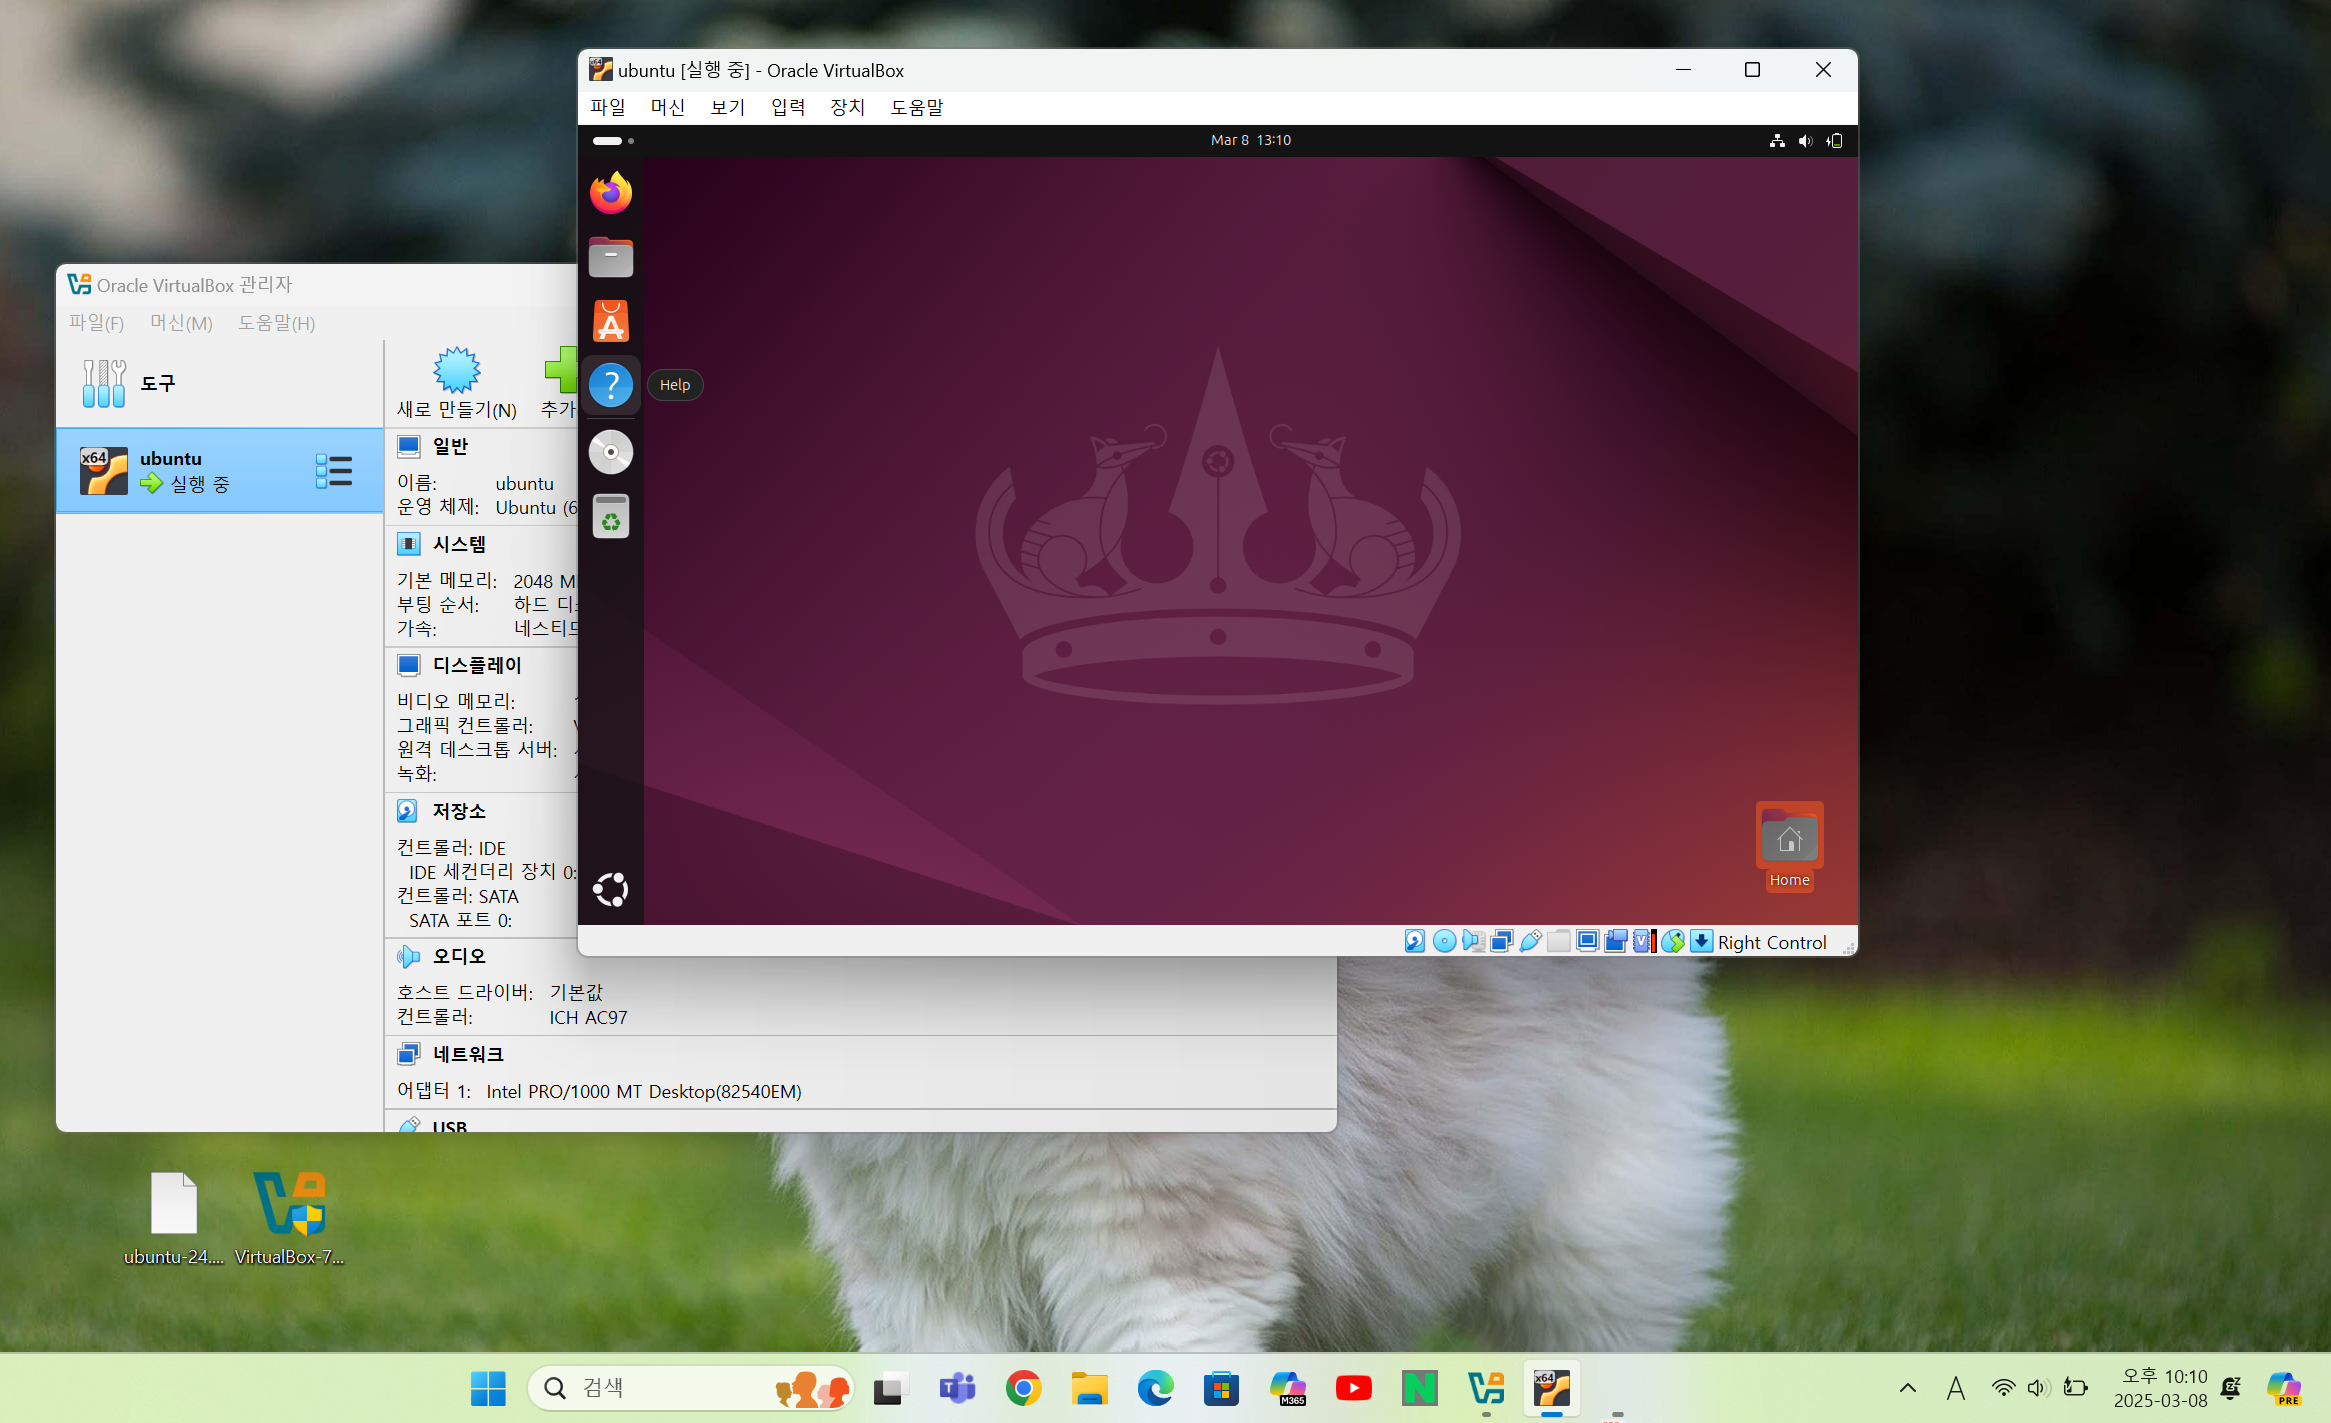 ubuntu [실행 중] - Oracle VirtualBox
파일 머신 보기 입력 장치 도움말
Mar 8 13:10
Help
Home
Right Control
Oracle VirtualBox 관리자
파일(F) 머신(M) 도움말(H)
도구
새로 만들기(N) 추가
x64
ubuntu
실행 중
일반
이름: ubuntu
운영 체제: Ubuntu (6
시스템
기본 메모리: 2048 M
부팅 순서: 하드 디
가속: 네스티드
디스플레이
비디오 메모리:
그래픽 컨트롤러:
원격 데스크톱 서버:
녹화:
저장소
컨트롤러: IDE
IDE 세컨더리 장치 0:
컨트롤러: SATA
SATA 포트 0:
오디오
호스트 드라이버: 기본값
컨트롤러: ICH AC97
네트워크
어댑터 1: Intel PRO/1000 MT Desktop(82540EM)
USB
ubuntu-24.... VirtualBox-7...
검색
M365
x64
A
오후 10:10
2025-03-08
PRE